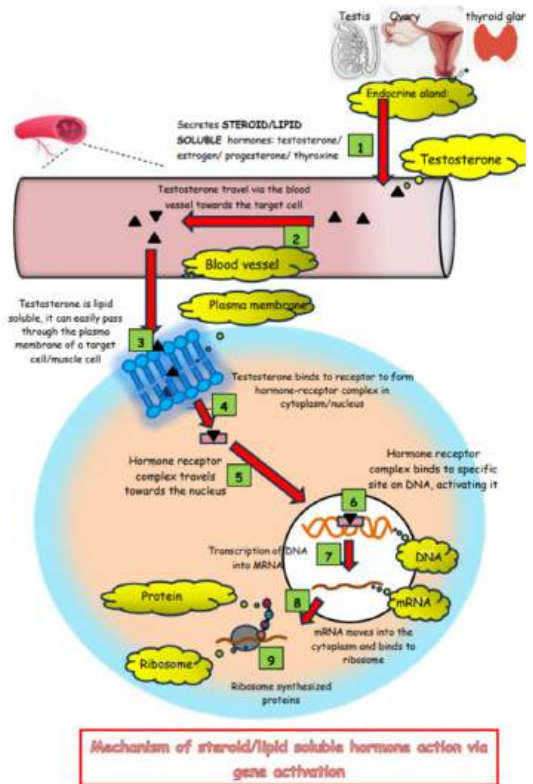 Testis
Ovary
thyroid glar
Endocrine aland:
Secretes STEROID/LIPID
SOLUBLE hormones: testosterone/
estrogen/ progesterone/ thyroxine
1
Testosterone
Testosterone travel via the blood
vessel towards the target cell
2
Blood vessel
Plasma membrane
Testasterone is lipid
soluble, it can easily pass
through the plasma
membrane of a target
cell/muscle cell
3
Testosterone binds to receptor to form
hormone-receptor complex in
cytoplasm/nucleus
4
Hormone receptor
complex travels
towards the nucleus
5
Hormone receptor
complex binds to specific
site on DNA, activating it
6
Transcription of DNA
into MRNA
7
DNA
Protein
8
mRNA
mRNA moves into the
cytoplasm and binds to
ribosome
Ribosome
9
Ribosome synthesized
proteins
Mechanism of steroid/lipid soluble hormone action via
gene activation